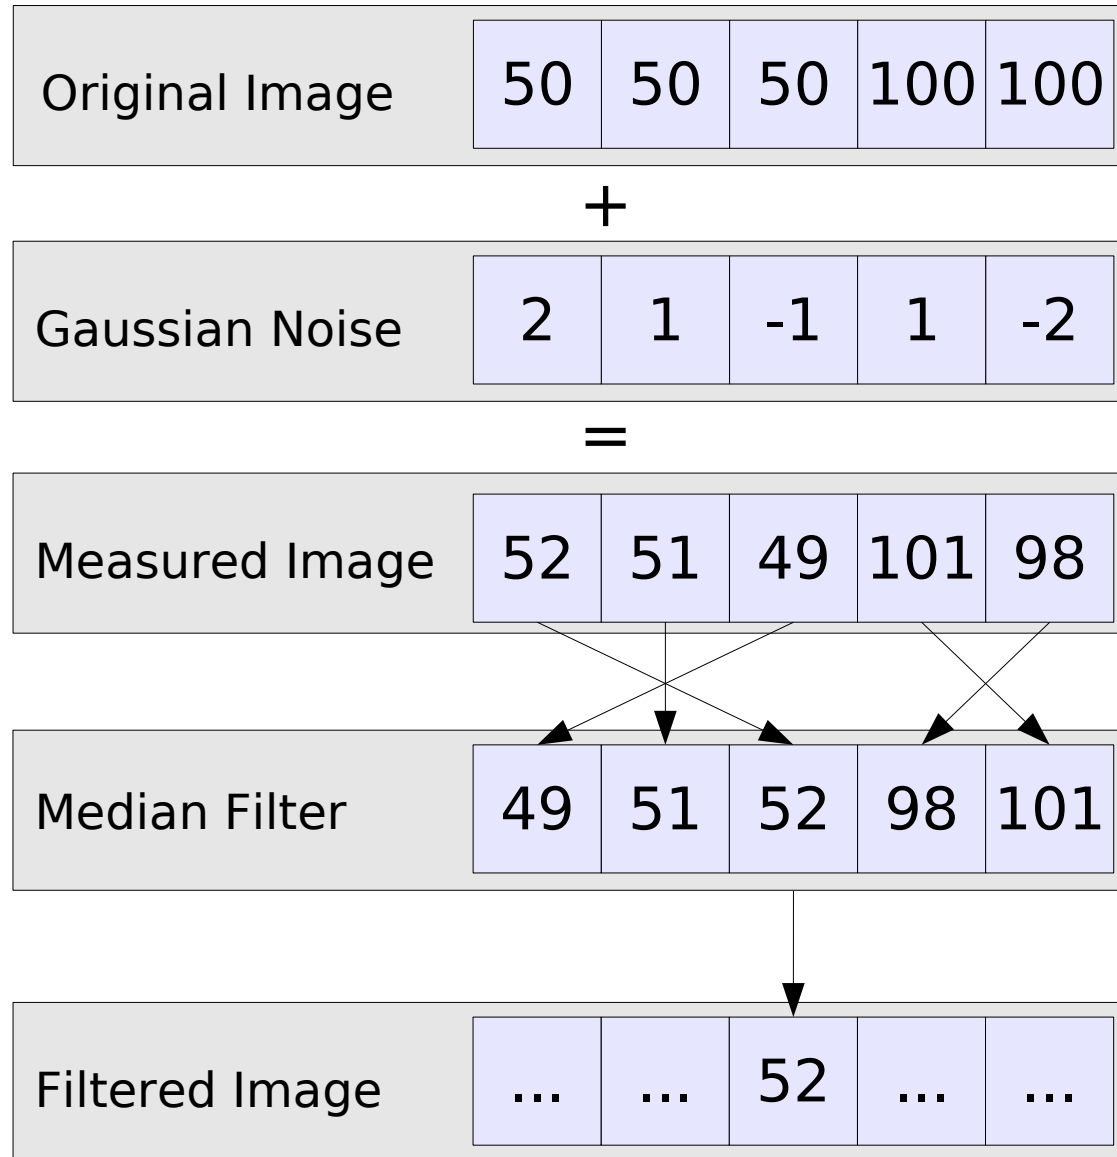 Original Image 50 50 50 100 100
+
Gaussian Noise 2 1 -1 1 -2
=
Measured Image 52 51 49 101 98
Median Filter 49 51 52 98 101
Filtered Image ... ... 52 ... ...